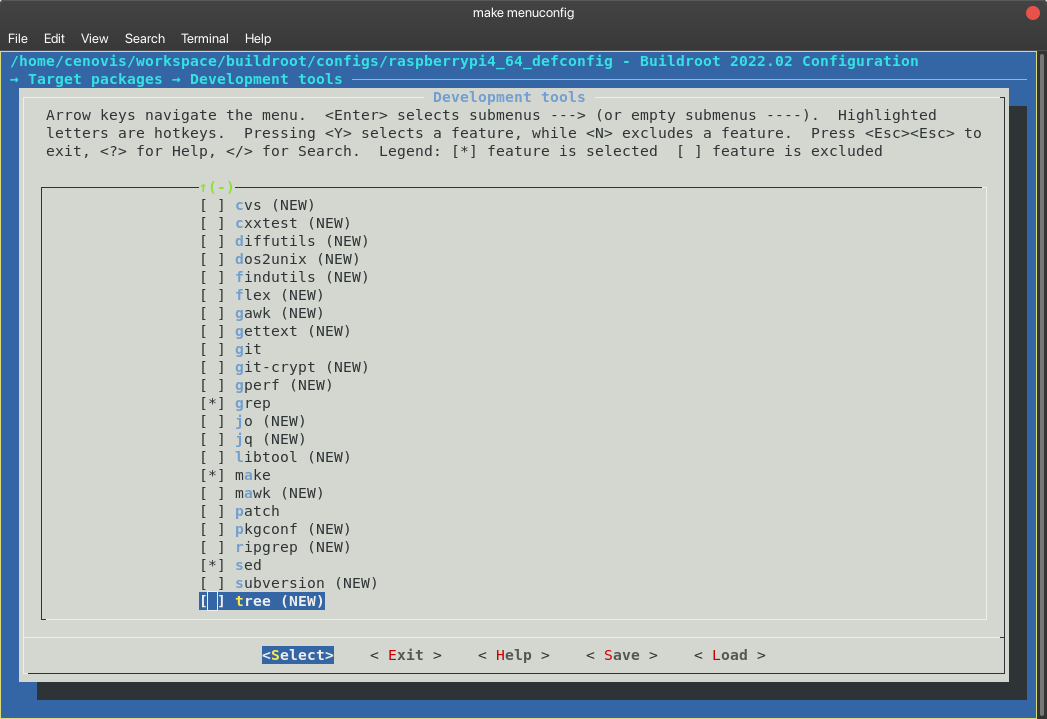 make menuconfig
File Edit View Search Terminal Help
/home/cenovis/workspace/buildroot/configs/raspberrypi4_64_defconfig - Buildroot 2022.02 Configuration
→ Target packages → Development tools
Development tools
Arrow keys navigate the menu.  <Enter> selects submenus ---> (or empty submenus ----).  Highlighted
letters are hotkeys.  Pressing <Y> selects a feature, while <N> excludes a feature.  Press <Esc><Esc> to
exit, <?> for Help, </> for Search.  Legend: [*] feature is selected  [ ] feature is excluded
↑(-)
[ ] cvs (NEW)
[ ] cxxtest (NEW)
[ ] diffutils (NEW)
[ ] dos2unix (NEW)
[ ] findutils (NEW)
[ ] flex (NEW)
[ ] gawk (NEW)
[ ] gettext (NEW)
[ ] git
[ ] git-crypt (NEW)
[ ] gperf (NEW)
[*] grep
[ ] jo (NEW)
[ ] jq (NEW)
[ ] libtool (NEW)
[*] make
[ ] mawk (NEW)
[ ] patch
[ ] pkgconf (NEW)
[ ] ripgrep (NEW)
[*] sed
[ ] subversion (NEW)
[ ] tree (NEW)
<Select>    < Exit >    < Help >    < Save >    < Load >